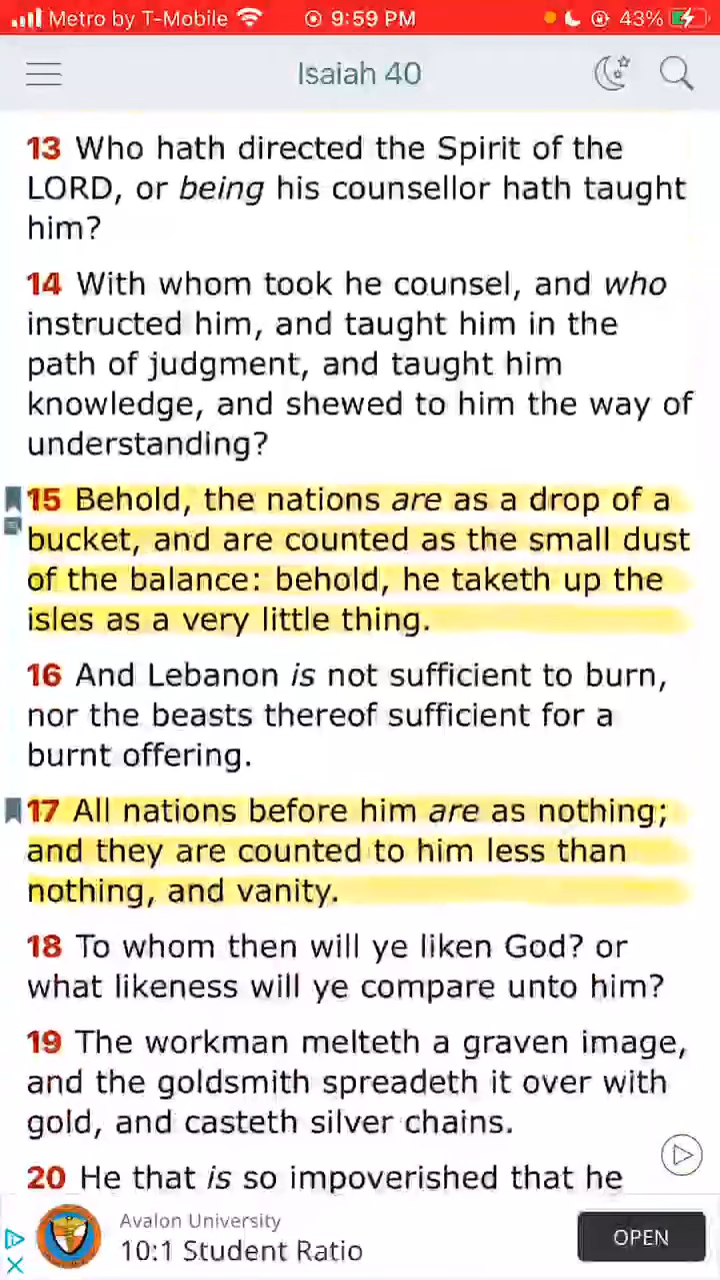 Metro by T-Mobile 9:59 PM 43%
Isaiah 40
13 Who hath directed the Spirit of the
LORD, or being his counsellor hath taught
him?
14 With whom took he counsel, and who
instructed him, and taught him in the
path of judgment, and taught him
knowledge, and shewed to him the way of
understanding?
15 Behold, the nations are as a drop of a
bucket, and are counted as the small dust
of the balance: behold, he taketh up the
isles as a very little thing.
16 And Lebanon is not sufficient to burn,
nor the beasts thereof sufficient for a
burnt offering.
17 All nations before him are as nothing;
and they are counted to him less than
nothing, and vanity.
18 To whom then will ye liken God? or
what likeness will ye compare unto him?
19 The workman melteth a graven image,
and the goldsmith spreadeth it over with
gold, and casteth silver chains.
20 He that is so impoverished that he
Avalon University
10:1 Student Ratio
OPEN